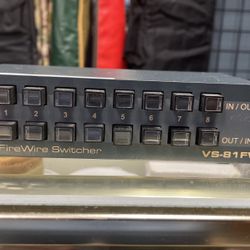 IN / OU
1 2 3 4 5 6 7 8
OUT / IN
FireWire Switcher VS-81F